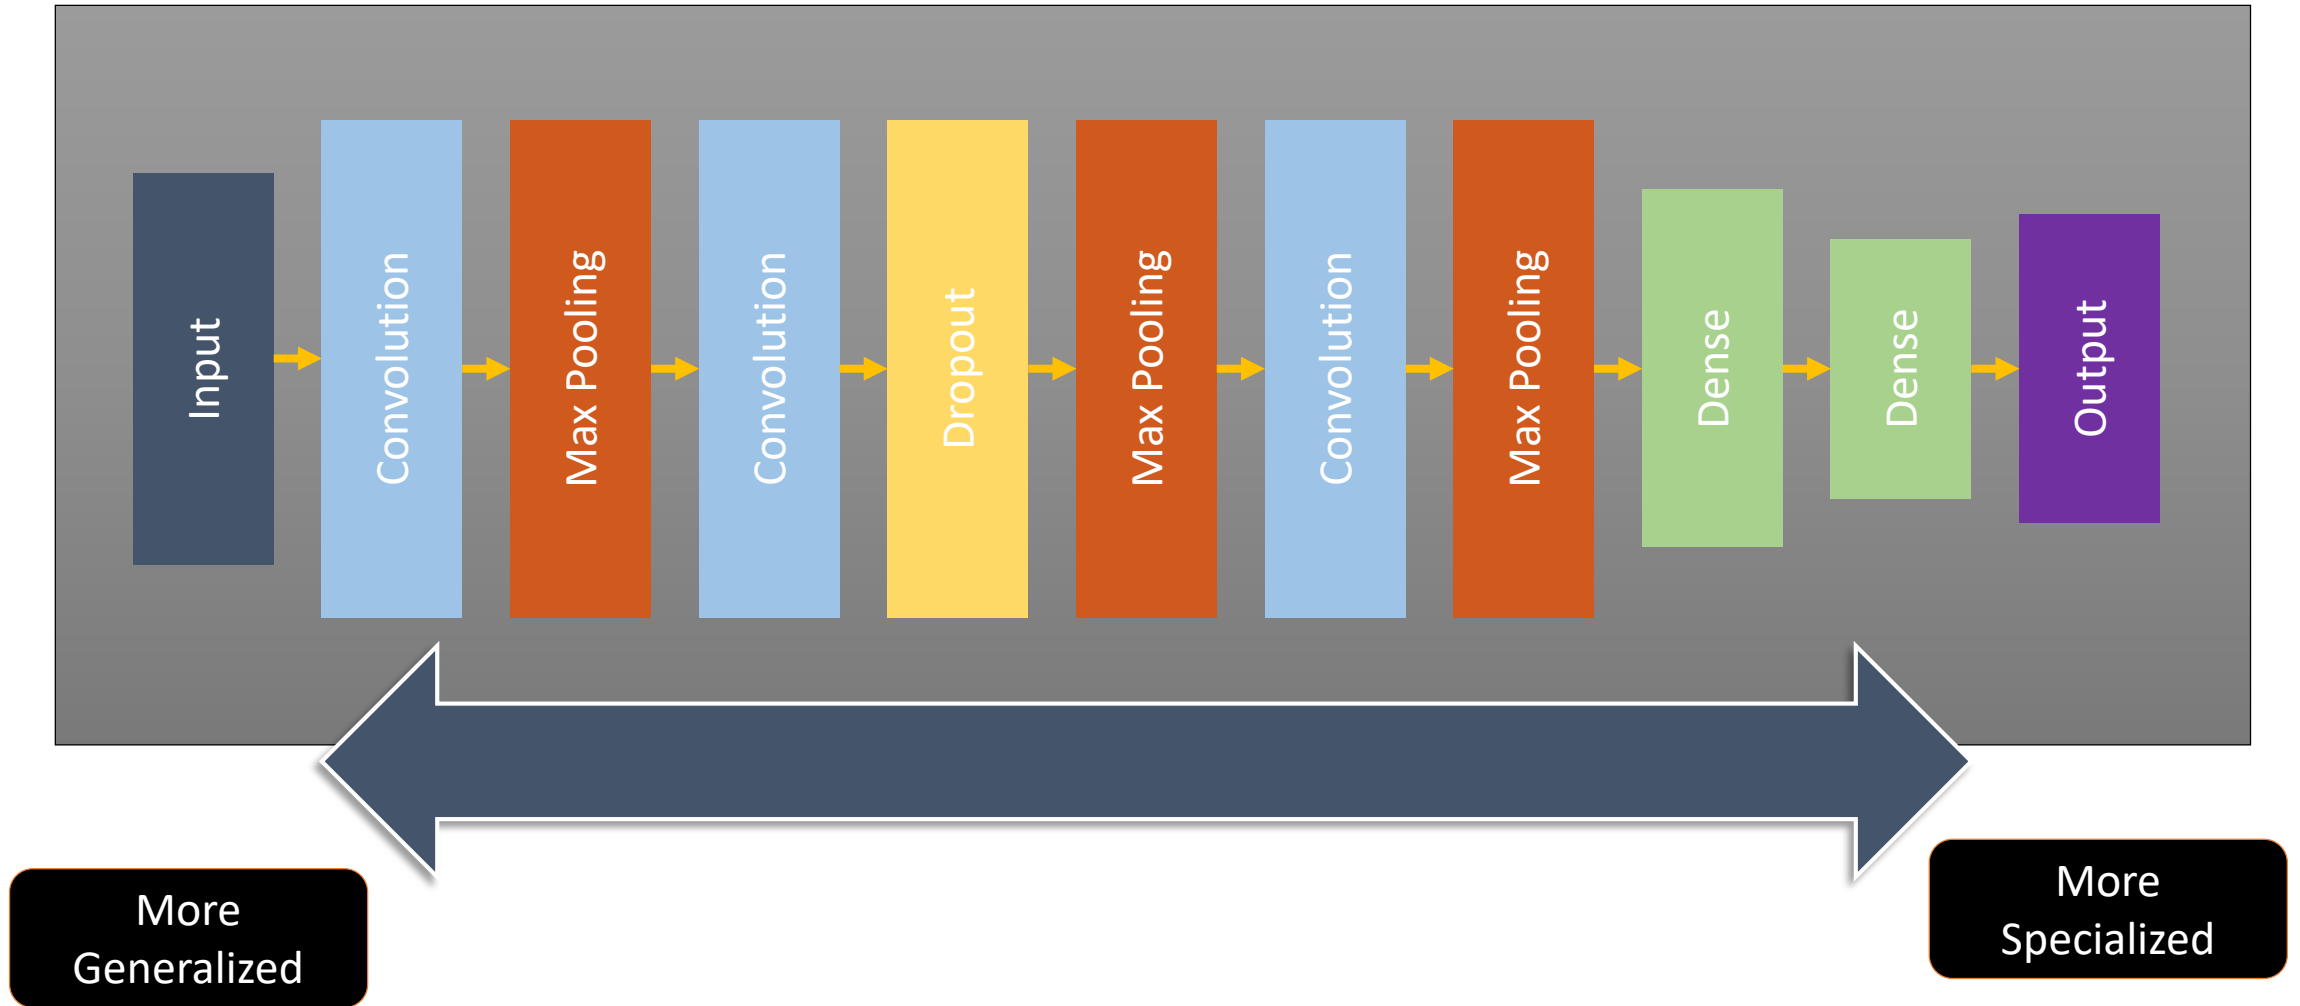 Input
Convolution
Max Pooling
Convolution
Dropout
Max Pooling
Convolution
Max Pooling
Dense
Dense
Output
More
Generalized
More
Specialized